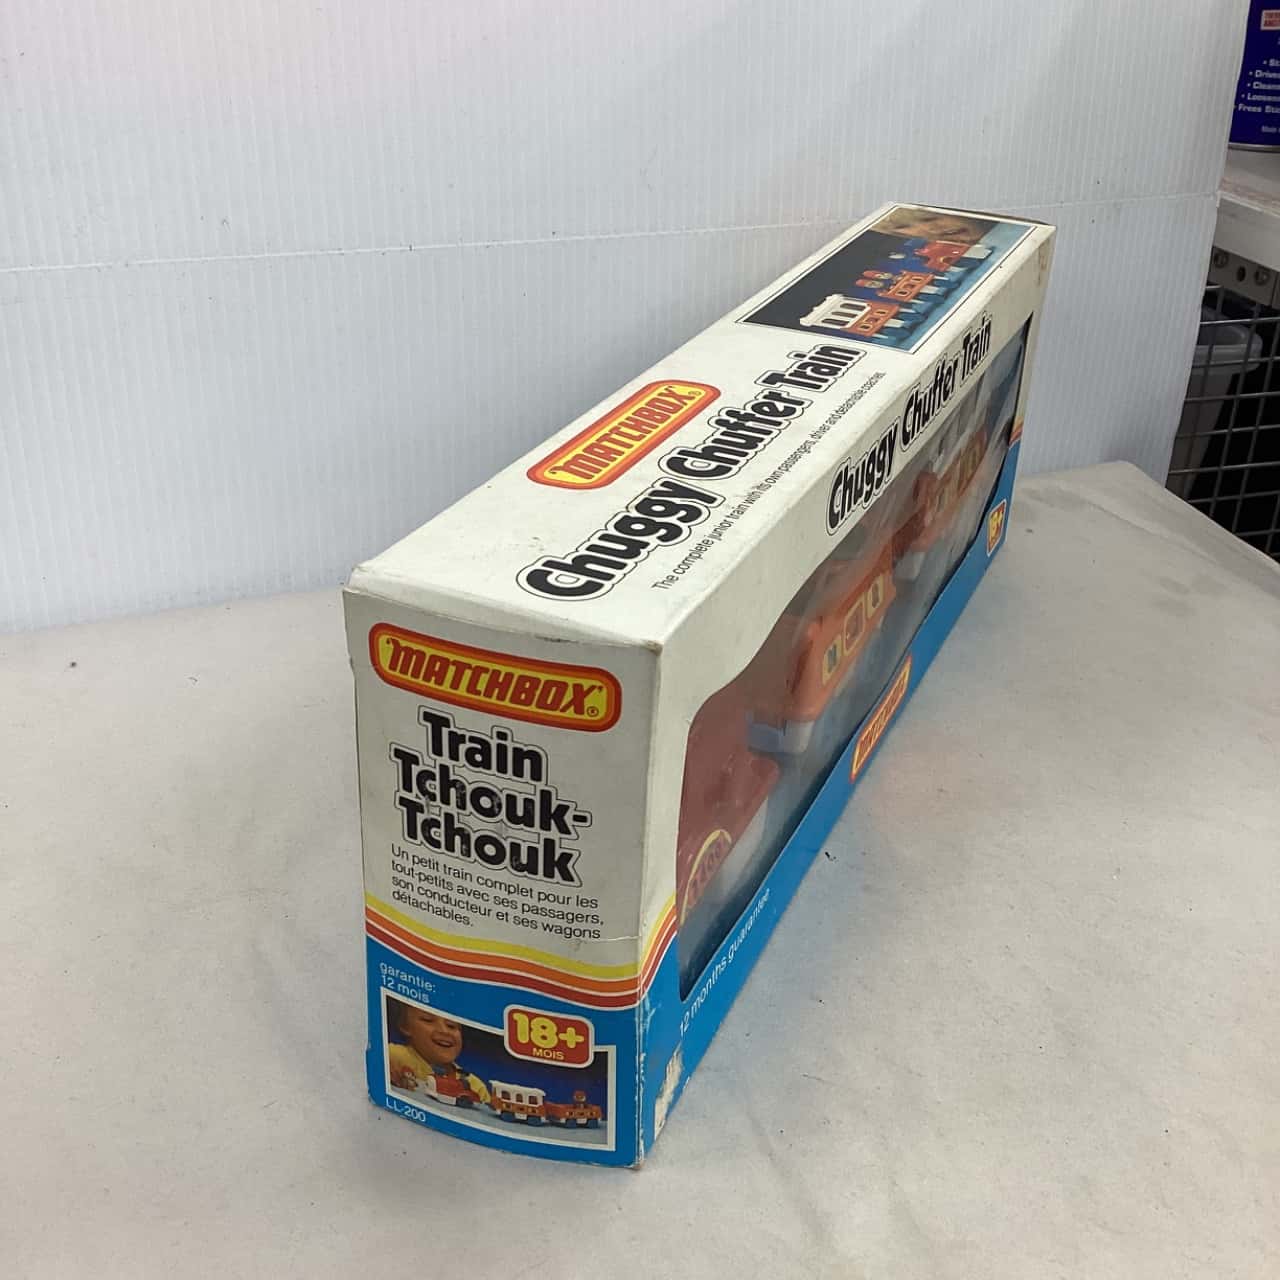 MATCHBOX®
Chuggy Chuffer Train
The complete junior train with its own passengers, driver and detachable coaches.
Chuggy Chuffer Train
18+
MATCHBOX
12 months guarantee
MATCHBOX®
Train
Tchouk-
Tchouk
Un petit train complet pour les
tout-petits avec ses passagers,
son conducteur et ses wagons
détachables.
garantie:
12 mois
18+
MOIS
LL-200